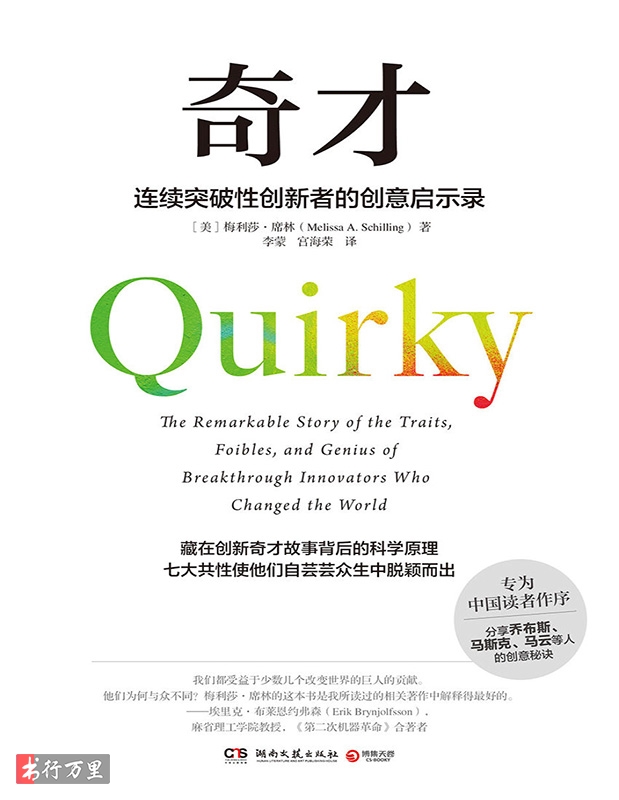 奇才
连续突破性创新者的创意启示录
［美］梅利莎·席林（Melissa A. Schilling）著
李蒙 宫海荣 译
Quirky
The Remarkable Story of the Traits,
Foibles, and Genius of
Breakthrough Innovators Who
Changed the World
藏在创新奇才故事背后的科学原理
七大共性使他们自芸芸众生中脱颖而出
专为
中国读者作序
分享乔布斯、
马斯克、马云等人
的创意秘诀
我们都受益于少数几个改变世界的巨人的贡献。
他们为何与众不同？梅利莎·席林的这本书是我所读过的相关著作中解释得最好的。
——埃里克·布莱恩约弗森（Erik Brynjolfsson），
麻省理工学院教授，《第二次机器革命》合著者
湖南文艺出版社
HUNAN LITERATURE AND ART PUBLISHING HOUSE
博集天卷
CS-BOOKY
书行万里